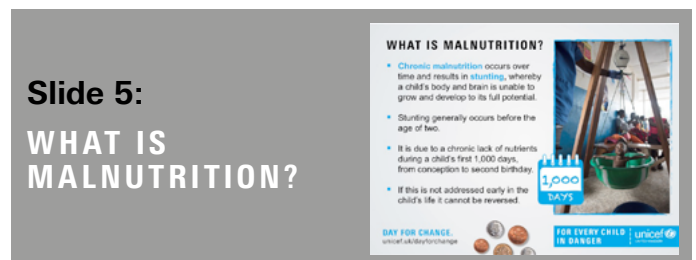 Slide 5:
WHAT IS
MALNUTRITION?
WHAT IS MALNUTRITION?
• Chronic malnutrition occurs over
time and results in stunting, whereby
a child's body and brain is unable to
grow and develop to its full potential.
• Stunting generally occurs before the
age of two.
• It is due to a chronic lack of nutrients
during a child's first 1,000 days,
from conception to second birthday.
• If this is not addressed early in the
child's life it cannot be reversed.
1,000
DAYS
DAY FOR CHANGE.
unicef.uk/dayforchange
FOR EVERY CHILD
IN DANGER
unicef